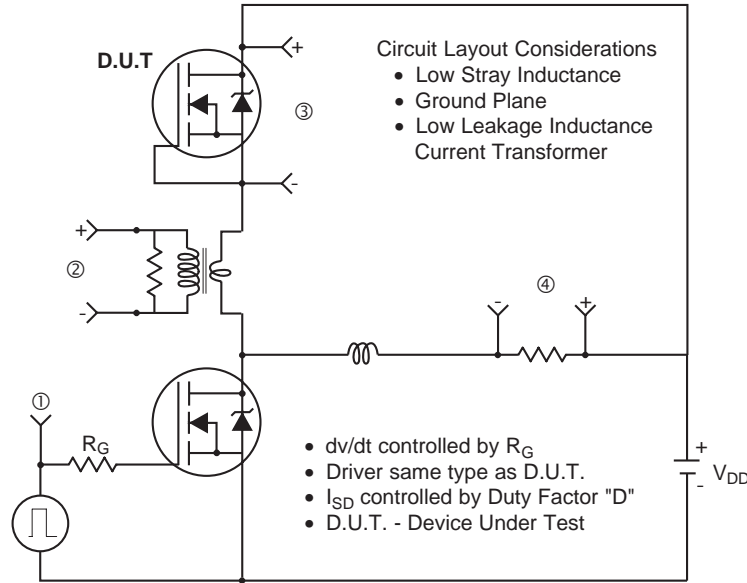 D.U.T
+
Circuit Layout Considerations
• Low Stray Inductance
③
• Ground Plane
• Low Leakage Inductance
Current Transformer
-
+
②
-
④
- +
①
R_G
+
V_DD
-
• dv/dt controlled by R_G
• Driver same type as D.U.T.
• I_SD controlled by Duty Factor "D"
• D.U.T. - Device Under Test